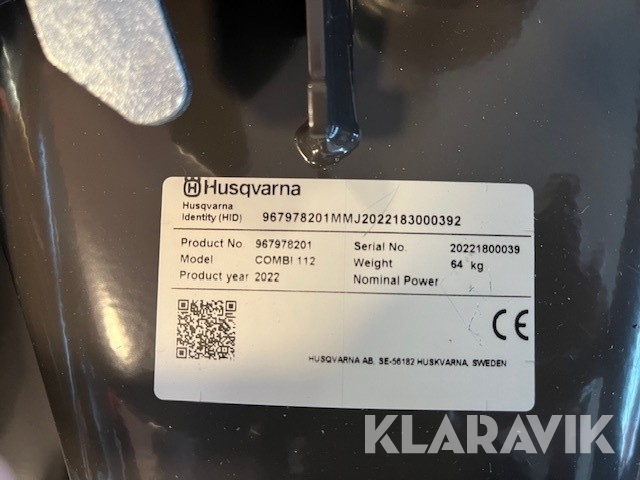 Husqvarna
Husqvarna
Identity (HID) 967978201MMJ2022183000392
Product No 967978201 Serial No. 20221800039
Model COMBI 112 Weight 64 kg
Product year 2022 Nominal Power
CE
HUSQVARNA AB, SE-56182 HUSKVARNA, SWEDEN
KLARAVIK